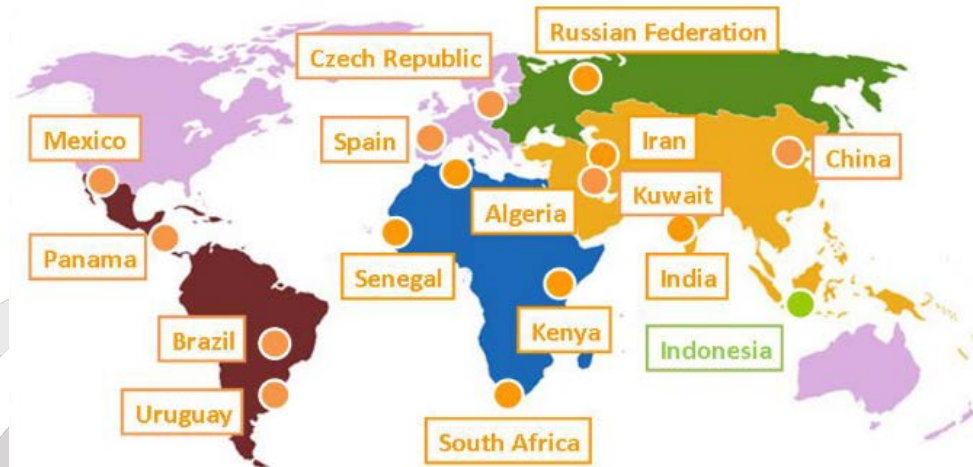 Russian Federation
Czech Republic
Mexico
Spain
Iran
China
Kuwait
Algeria
Panama
Senegal
India
Kenya
Brazil
Indonesia
Uruguay
South Africa